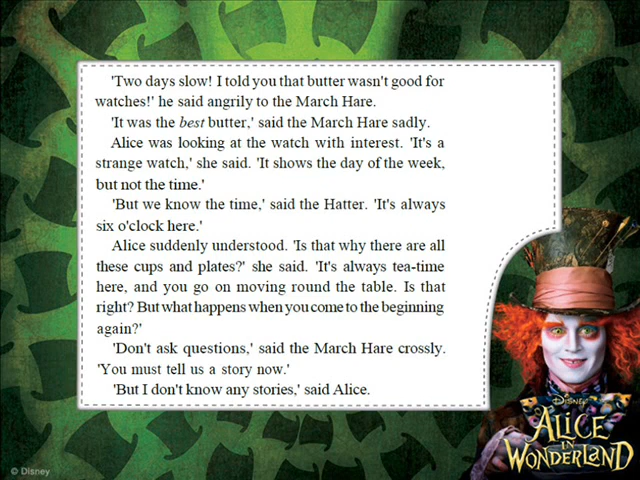 'Two days slow! I told you that butter wasn't good for
watches!' he said angrily to the March Hare.
'It was the best butter,' said the March Hare sadly.
Alice was looking at the watch with interest. 'It's a
strange watch,' she said. 'It shows the day of the week,
but not the time.'
'But we know the time,' said the Hatter. 'It's always
six o'clock here.'
Alice suddenly understood. 'Is that why there are all
these cups and plates?' she said. 'It's always tea-time
here, and you go on moving round the table. Is that
right? But what happens when you come to the beginning
again?'
'Don't ask questions,' said the March Hare crossly.
'You must tell us a story now.'
'But I don't know any stories,' said Alice.
Disney
ALICE
IN
WONDERLAND
© Disney